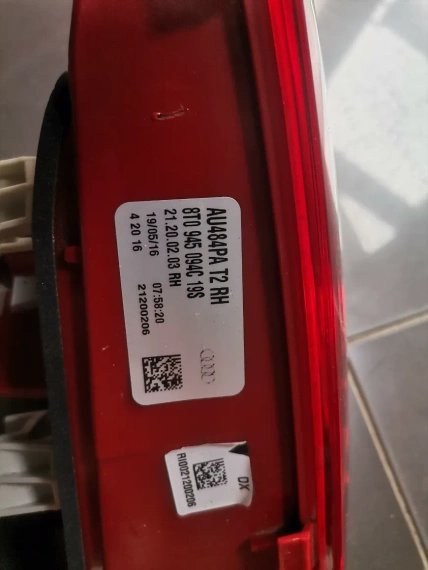 AU484PA T2 RH
8T0 945 094C 19S
21.20.02.03 RH
19/05/16 07:58:20
4 20 16 21200206
DX
RI0021200206